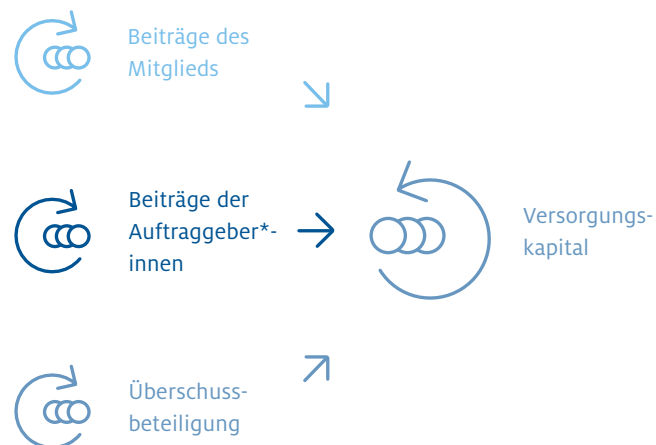 Beiträge des
Mitglieds
Beiträge der
Auftraggeber*-
innen
Versorgungs-
kapital
Überschuss-
beteiligung